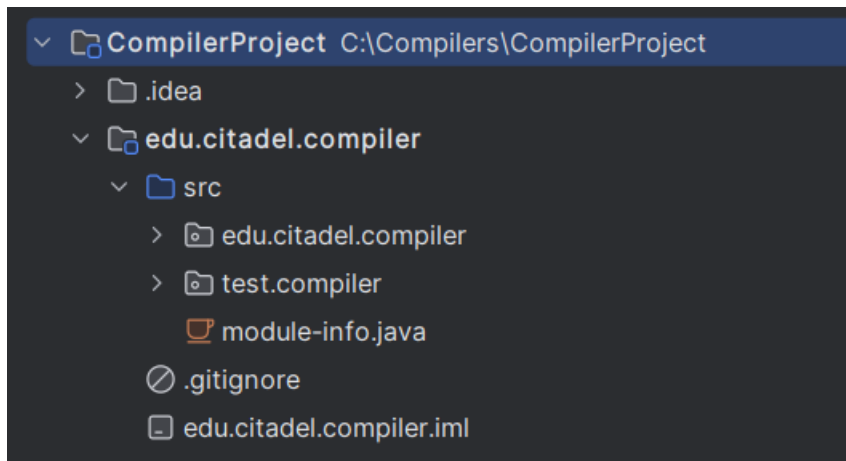 CompilerProject C:\Compilers\CompilerProject
.idea
edu.citadel.compiler
src
edu.citadel.compiler
test.compiler
module-info.java
.gitignore
edu.citadel.compiler.iml